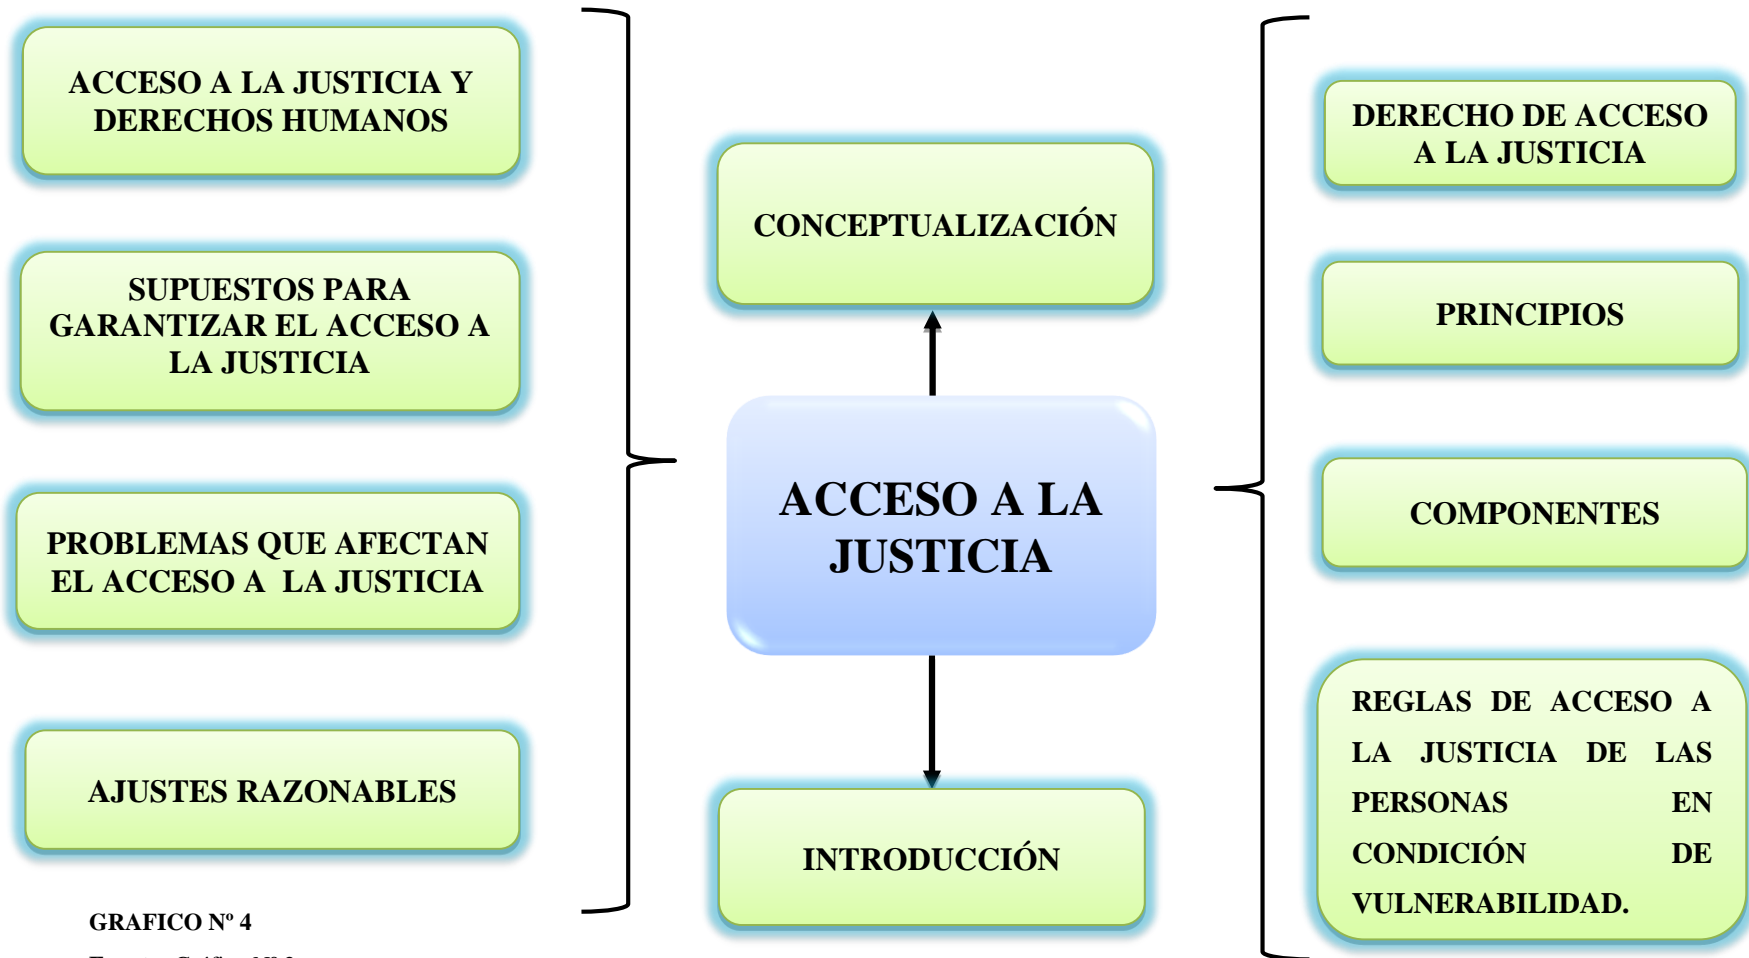 ACCESO A LA JUSTICIA Y
DERECHOS HUMANOS
SUPUESTOS PARA
GARANTIZAR EL ACCESO A
LA JUSTICIA
PROBLEMAS QUE AFECTAN
EL ACCESO A LA JUSTICIA
AJUSTES RAZONABLES
CONCEPTUALIZACIÓN
ACCESO A LA
JUSTICIA
INTRODUCCIÓN
DERECHO DE ACCESO
A LA JUSTICIA
PRINCIPIOS
COMPONENTES
REGLAS DE ACCESO A
LA JUSTICIA DE LAS
PERSONAS EN
CONDICIÓN DE
VULNERABILIDAD.
GRAFICO Nº 4